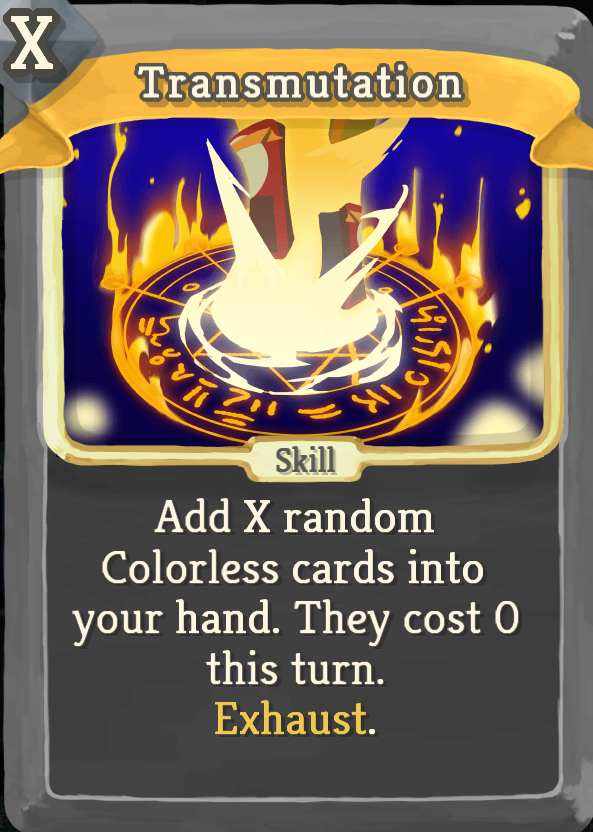 X
Transmutation
Skill
Add X random
Colorless cards into
your hand. They cost 0
this turn.
Exhaust.